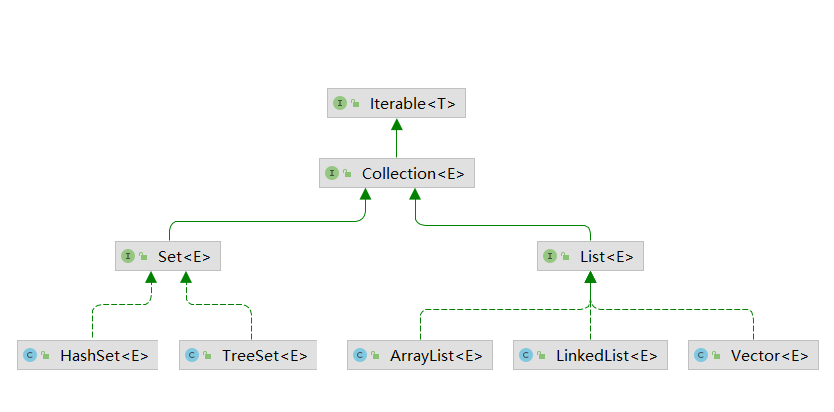 I Iterable<T>
I Collection<E>
I Set<E>
I List<E>
C HashSet<E>
C TreeSet<E>
C ArrayList<E>
C LinkedList<E>
C Vector<E>